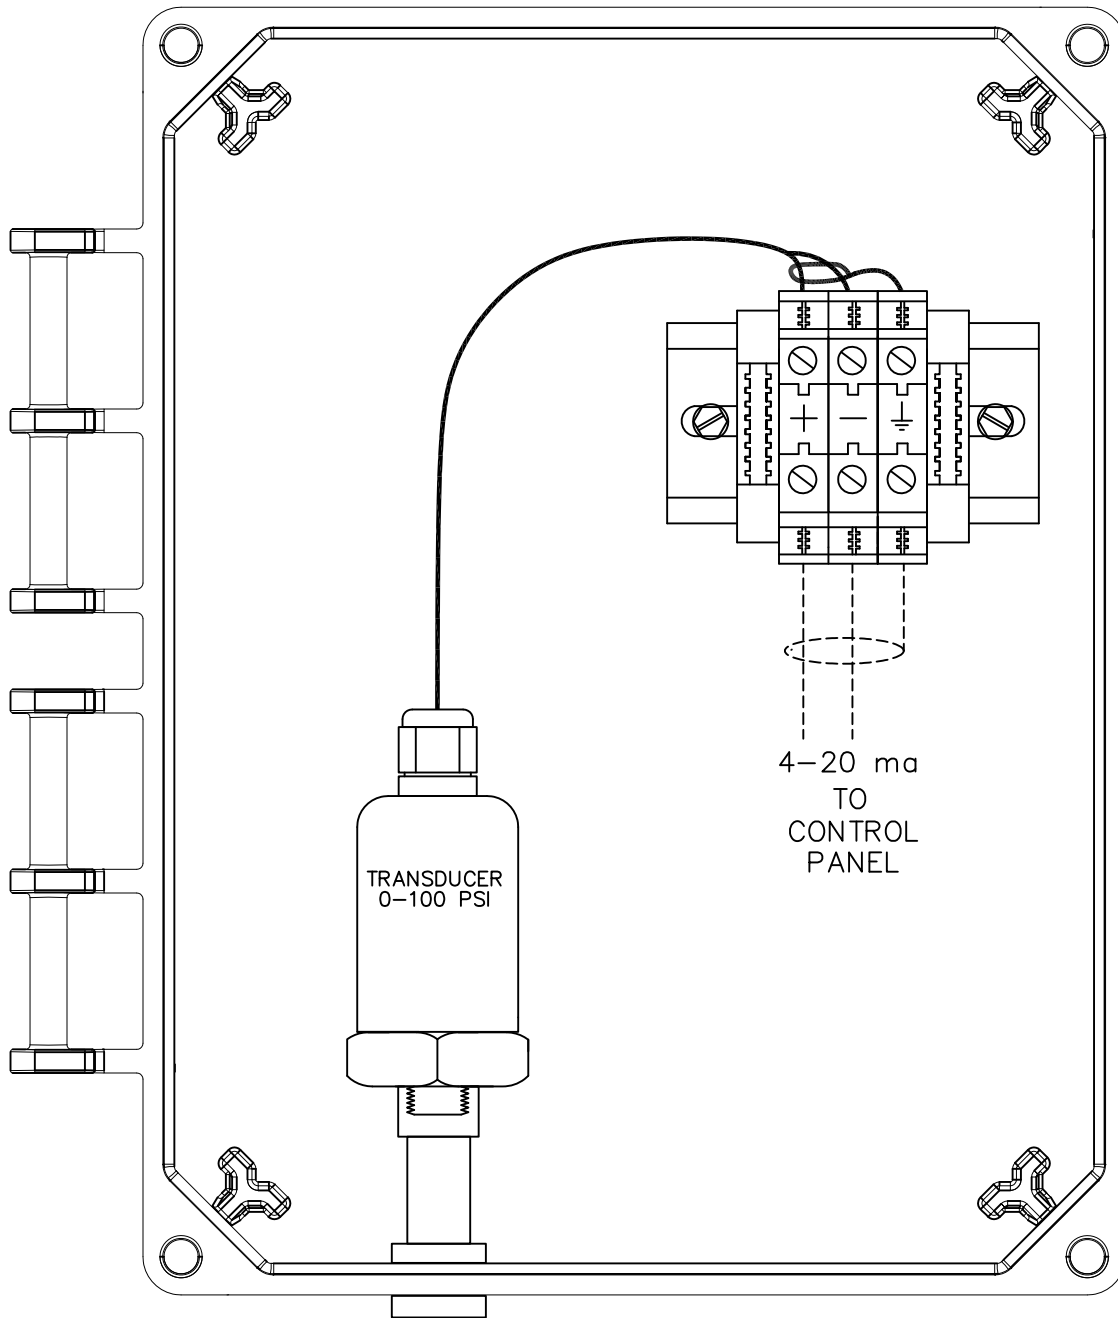 + −
4-20 ma
TO
CONTROL
PANEL
TRANSDUCER
0-100 PSI